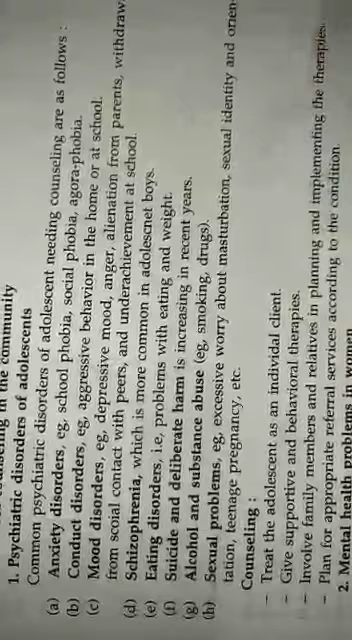 in the community
1. Psychiatric disorders of adolescents
Common psychiatric disorders of adolescent needing counseling are as follows :
(a) Anxiety disorders, eg, school phobia, social phobia, agora-phobia.
(b) Conduct disorders, eg, aggressive behavior in the home or at school.
(c) Mood disorders, eg, depressive mood, anger, alienation from parents, withdraw
from scoial contact with peers, and underachievement at school.
(d) Schizophrenia, which is more common in adolescnet boys.
(e) Eating disorders, i.e, problems with eating and weight.
(f) Suicide and deliberate harm is increasing in recent years.
(g) Alcohol and substance abuse (eg, smoking, drugs).
(h) Sexual problems, eg, excessive worry about masturbation, sexual identity and orien-
tation, teenage pregnancy, etc.
Counseling :
– Treat the adolescent as an individal client.
– Give supportive and behavioral therapies.
– Involve family members and relatives in planning and implementing the therapies.
– Plan for appropriate referral services according to the condition.
2. Mental health problems in women